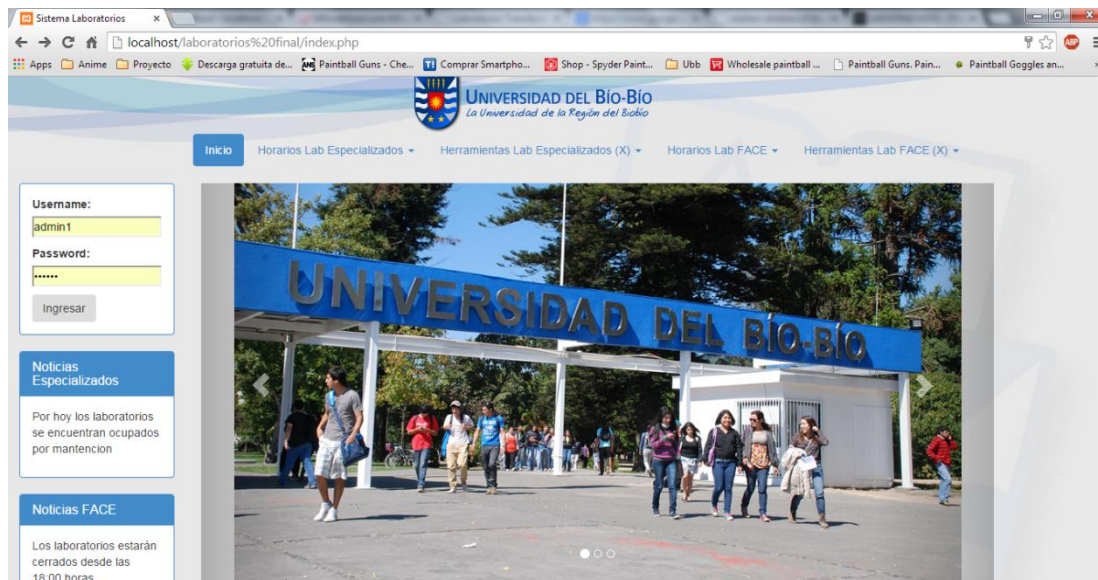 Sistema Laboratorios
localhost/laboratorios%20final/index.php
ABP
Apps Anime Proyecto Descarga gratuita de... Paintball Guns - Che... Comprar Smartpho... Shop - Spyder Paint... Ubb Wholesale paintball ... Paintball Guns. Pain... Paintball Goggles an...
UNIVERSIDAD DEL BÍO-BÍO
La Universidad de la Región del Biobío
Inicio Horarios Lab Especializados Herramientas Lab Especializados (X) Horarios Lab FACE Herramientas Lab FACE (X)
Username:
admin1
Password:
Ingresar
UNIVERSIDAD DEL BÍO-BÍO
Noticias
Especializados
Por hoy los laboratorios
se encuentran ocupados
por mantencion
Noticias FACE
Los laboratorios estarán
cerrados desde las
18:00 horas